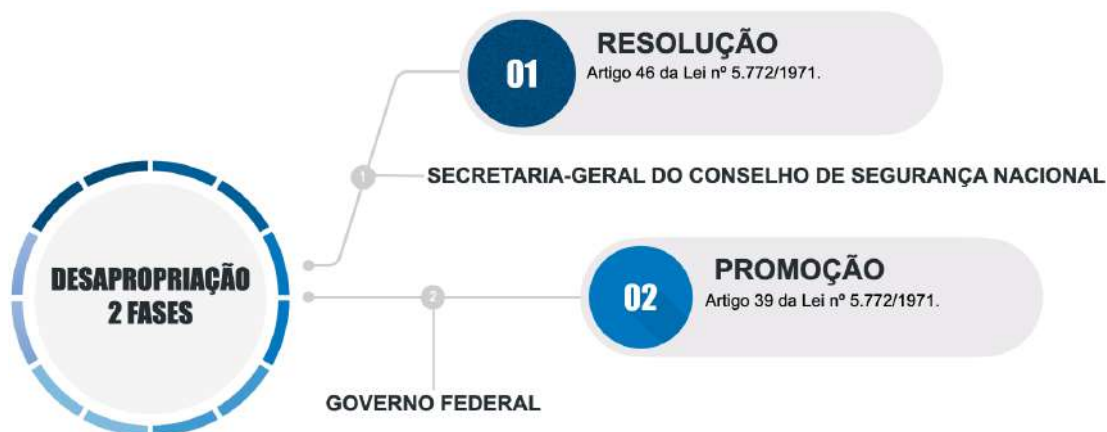 01
RESOLUÇÃO
Artigo 46 da Lei nº 5.772/1971.
1
SECRETARIA-GERAL DO CONSELHO DE SEGURANÇA NACIONAL
DESAPROPRIAÇÃO
2 FASES
02
PROMOÇÃO
Artigo 39 da Lei nº 5.772/1971.
2
GOVERNO FEDERAL